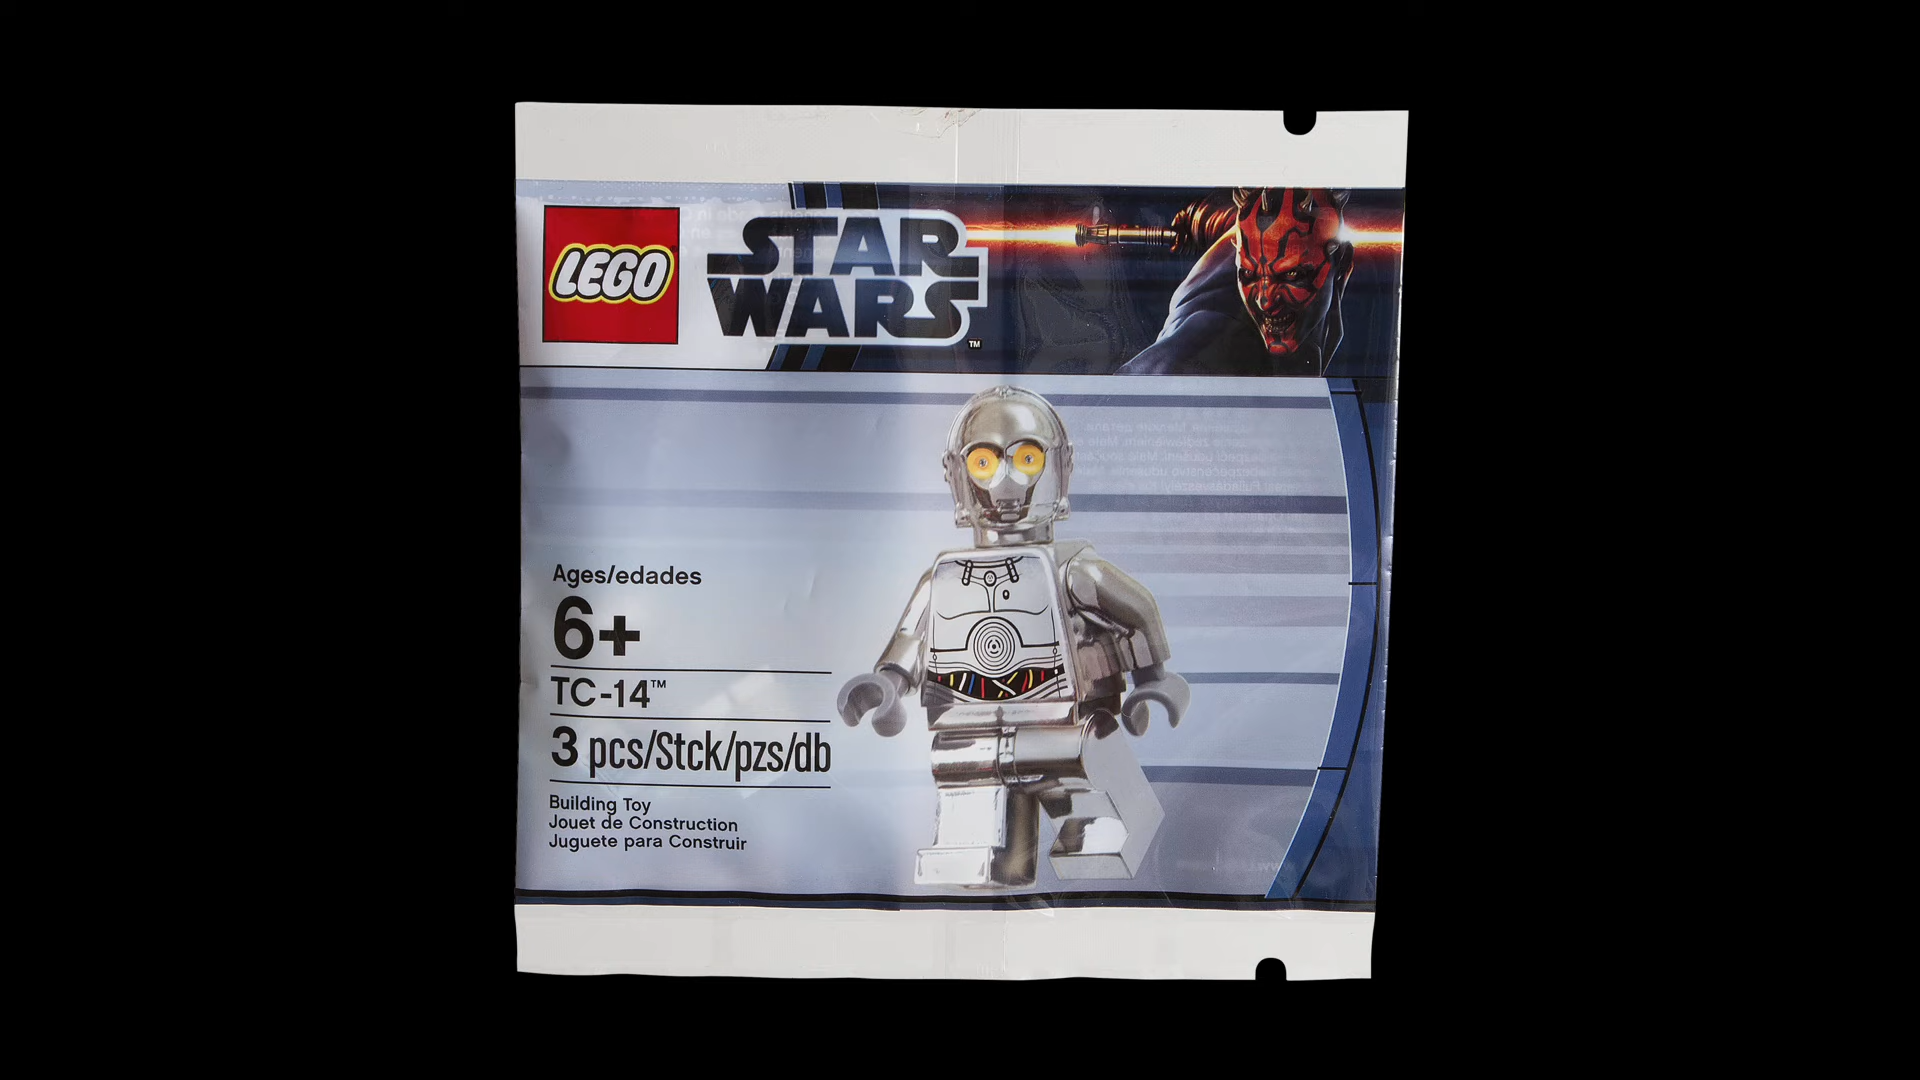 LEGO
STAR
WARS
™
Ages/edades
6+
TC-14™
3 pcs/Stck/pzs/db
Building Toy
Jouet de Construction
Juguete para Construir